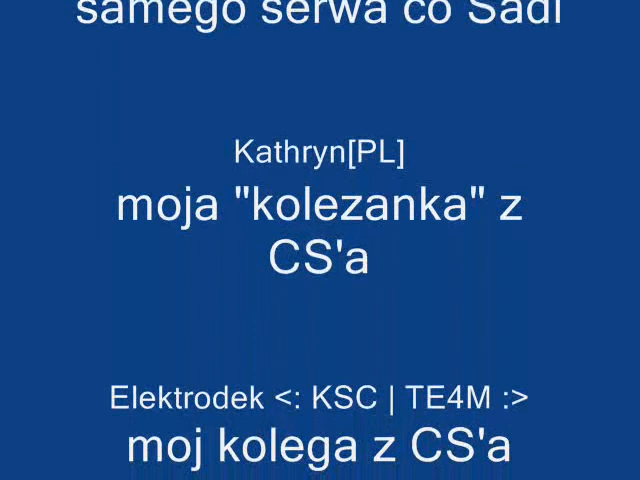 samego serwa co Sadi
Kathryn[PL]
moja "kolezanka" z
CS'a
Elektrodek <: KSC | TE4M :>
moj kolega z CS'a